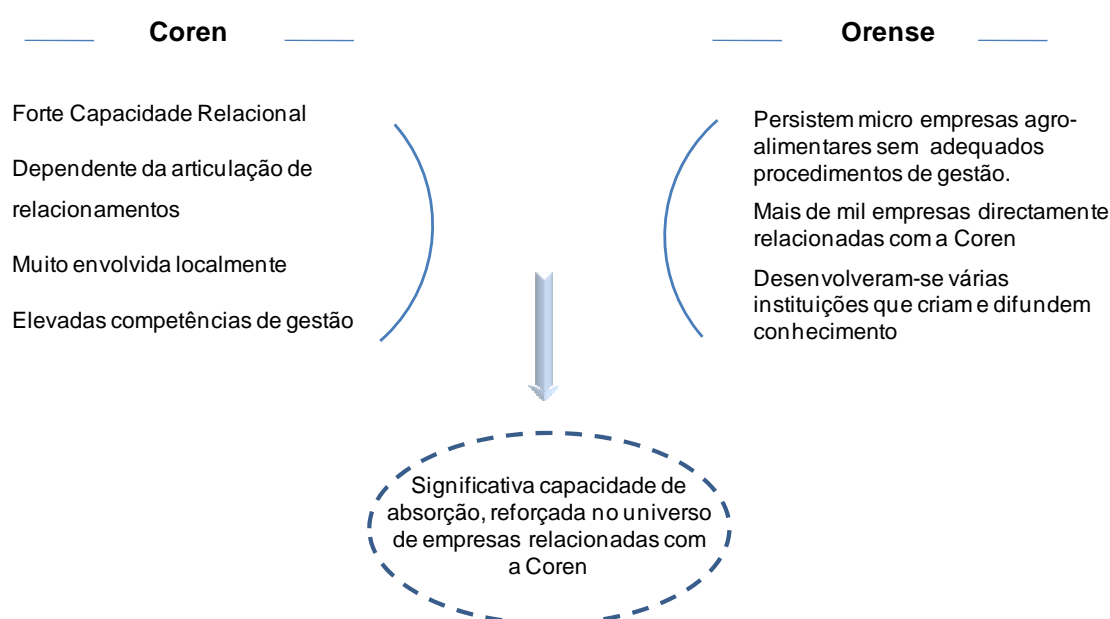 Coren
Orense
Forte Capacidade Relacional
Dependente da articulação de
relacionamentos
Muito envolvida localmente
Elevadas competências de gestão
Persistem micro empresas agro-
alimentares sem adequados
procedimentos de gestão.
Mais de mil empresas directamente
relacionadas com a Coren
Desenvolveram-se várias
instituições que criam e difundem
conhecimento
Significativa capacidade de
absorção, reforçada no universo
de empresas relacionadas com
a Coren